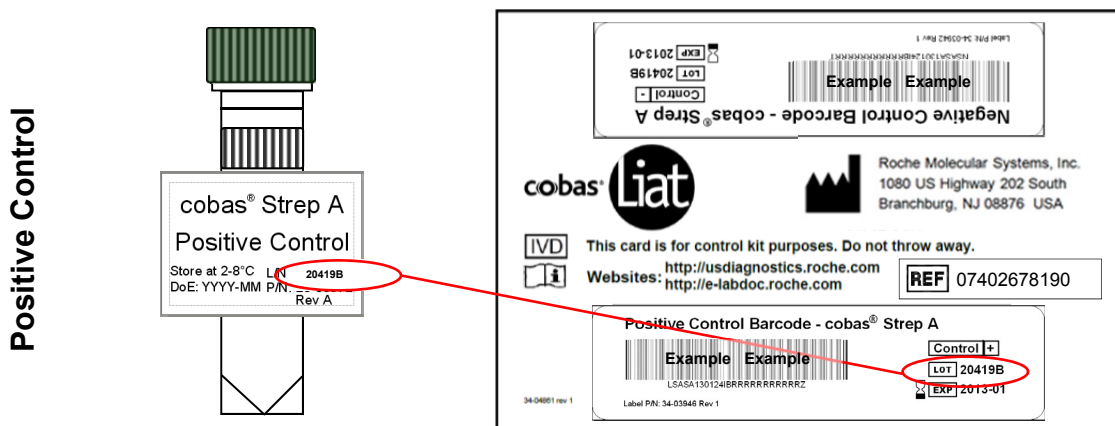 Positive Control
cobas® Strep A
Positive Control
Store at 2-8°C L/N 20419B
DoE: YYYY-MM P/N:
Rev A
Negative Control Barcode - cobas® Strep A
Control -
LOT 20419B
EXP 2013-01
Example Example
Label P/N: 34-03942 Rev 1
cobas® Liat
Roche Molecular Systems, Inc.
1080 US Highway 202 South
Branchburg, NJ 08876 USA
IVD This card is for control kit purposes. Do not throw away.
Websites: http://usdiagnostics.roche.com
http://e-labdoc.roche.com
REF 07402678190
Positive Control Barcode - cobas® Strep A
Example Example
LSASA130124IBRRRRRRRRRRRRZ
Label P/N: 34-03946 Rev 1
Control +
LOT 20419B
EXP 2013-01
34-04861 rev 1